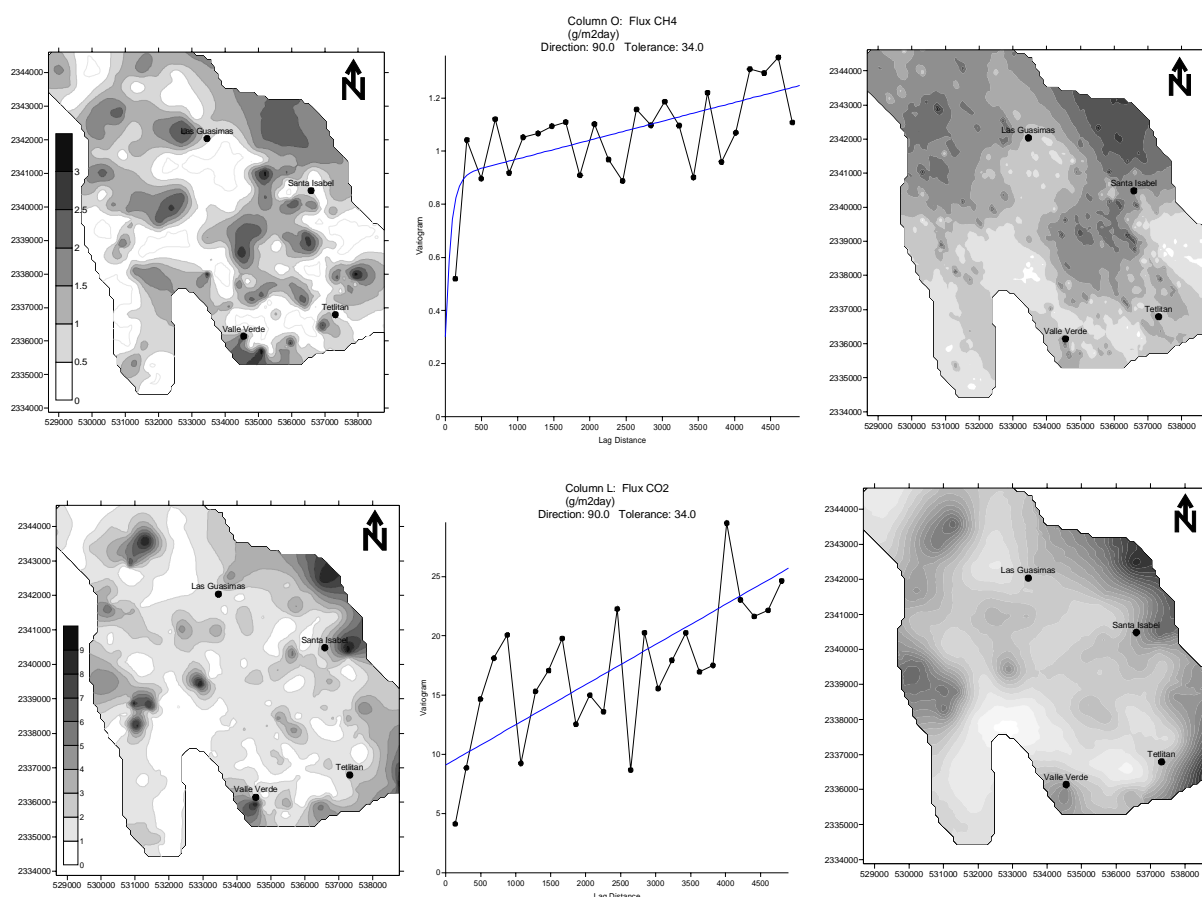 N
2344000
2343000
2342000
2341000
2340000
2339000
2338000
2337000
2336000
2335000
2334000
Las Guasimas
Santa Isabel
Tetlitan
Valle Verde
3
2.5
2
1.5
1
0.5
0
529000 530000 531000 532000 533000 534000 535000 536000 537000 538000
Column O: Flux CH4
(g/m2day)
Direction: 90.0 Tolerance: 34.0
1.2
1
0.8
0.6
0.4
0.2
0
Variogram
0 500 1000 1500 2000 2500 3000 3500 4000 4500
Lag Distance
N
2344000
2343000
2342000
2341000
2340000
2339000
2338000
2337000
2336000
2335000
2334000
Las Guasimas
Santa Isabel
Tetlitan
Valle Verde
529000 530000 531000 532000 533000 534000 535000 536000 537000 538000
N
2344000
2343000
2342000
2341000
2340000
2339000
2338000
2337000
2336000
2335000
2334000
Las Guasimas
Santa Isabel
Tetlitan
Valle Verde
9
8
7
6
5
4
3
2
1
0
529000 530000 531000 532000 533000 534000 535000 536000 537000 538000
Column L: Flux CO2
(g/m2day)
Direction: 90.0 Tolerance: 34.0
25
20
15
10
5
0
Variogram
0 500 1000 1500 2000 2500 3000 3500 4000 4500
Lag Distance
N
2344000
2343000
2342000
2341000
2340000
2339000
2338000
2337000
2336000
2335000
2334000
Las Guasimas
Santa Isabel
Tetlitan
Valle Verde
529000 530000 531000 532000 533000 534000 535000 536000 537000 538000